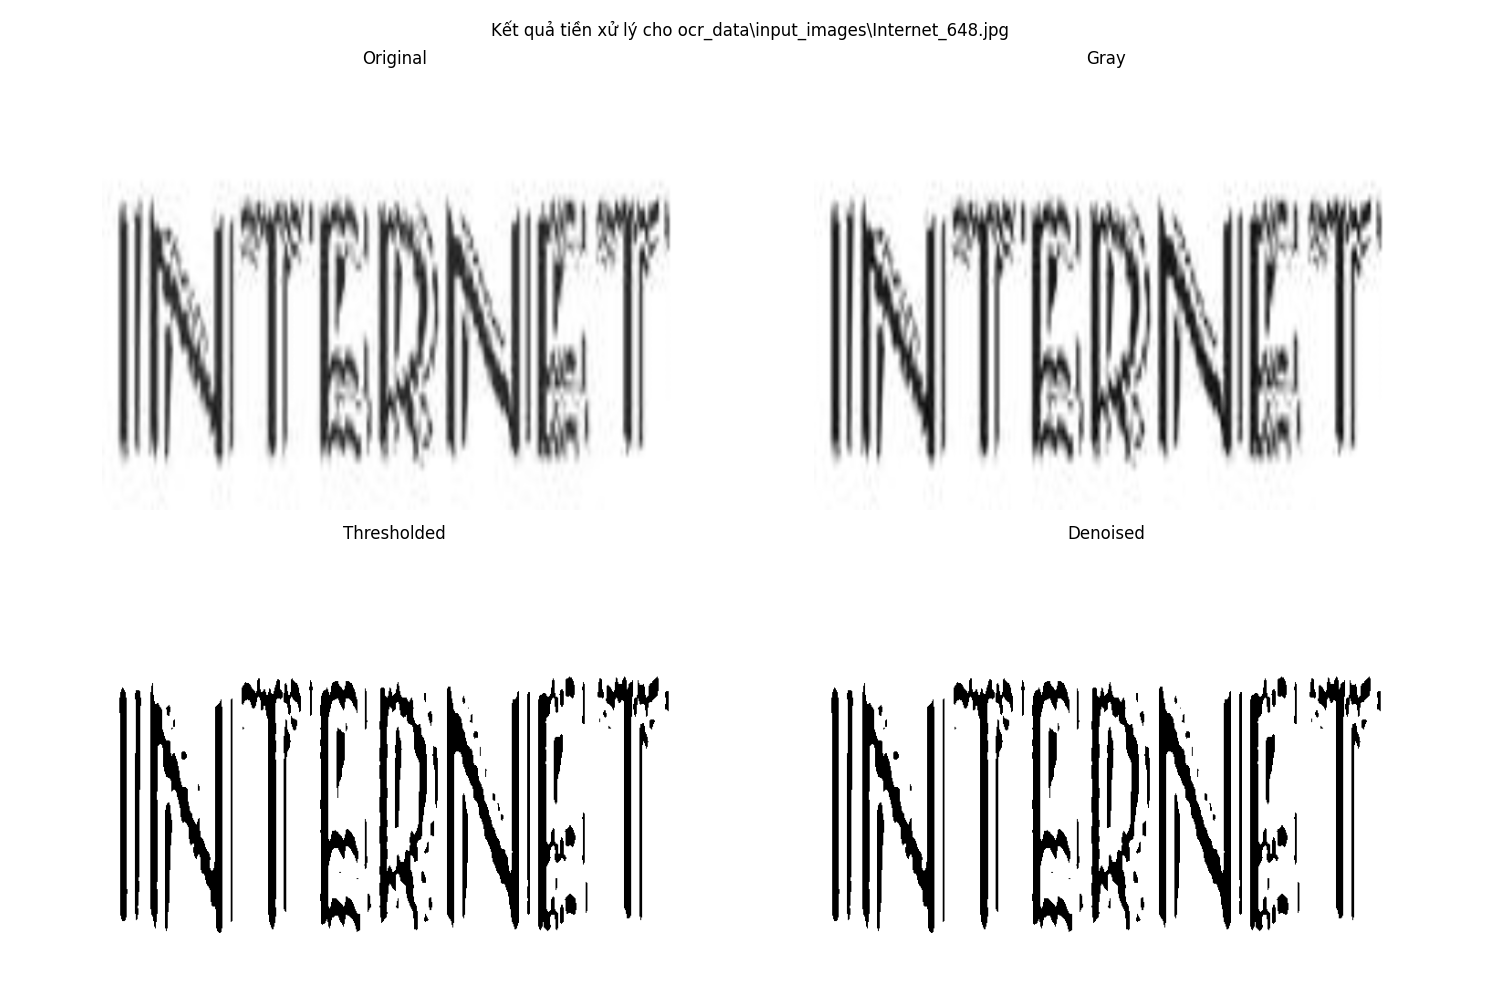 Kết quả tiền xử lý cho ocr_data\input_images\Internet_648.jpg
Original
Gray
INTERNET
INTERNET
Thresholded
Denoised
INTERNET
INTERNET